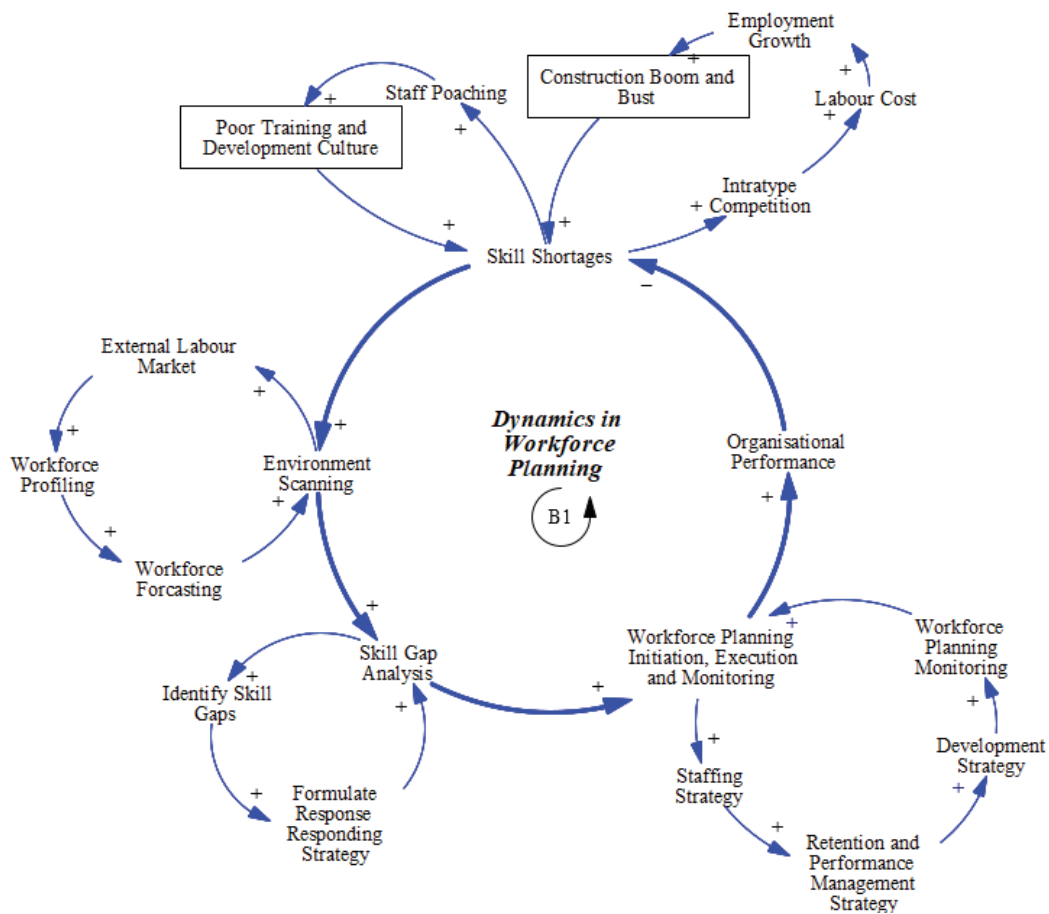 Employment
Growth
+
Construction Boom and
Bust
+
Labour Cost
+
Staff Poaching
+
Poor Training and
Development Culture
+
+
Intratype
Competition
+
+
+
Skill Shortages
−
External Labour
Market
+
+
Workforce
Profiling
+
Environment
Scanning
+
+
Workforce
Forcasting
Dynamics in
Workforce
Planning
B1
Organisational
Performance
+
+
Skill Gap
Analysis
+
Identify Skill
Gaps
+
+
Formulate
Response
Responding
Strategy
+
Workforce Planning
Initiation, Execution
and Monitoring
+
Workforce
Planning
Monitoring
+
+
Staffing
Strategy
Development
Strategy
+
+
Retention and
Performance
Management
Strategy